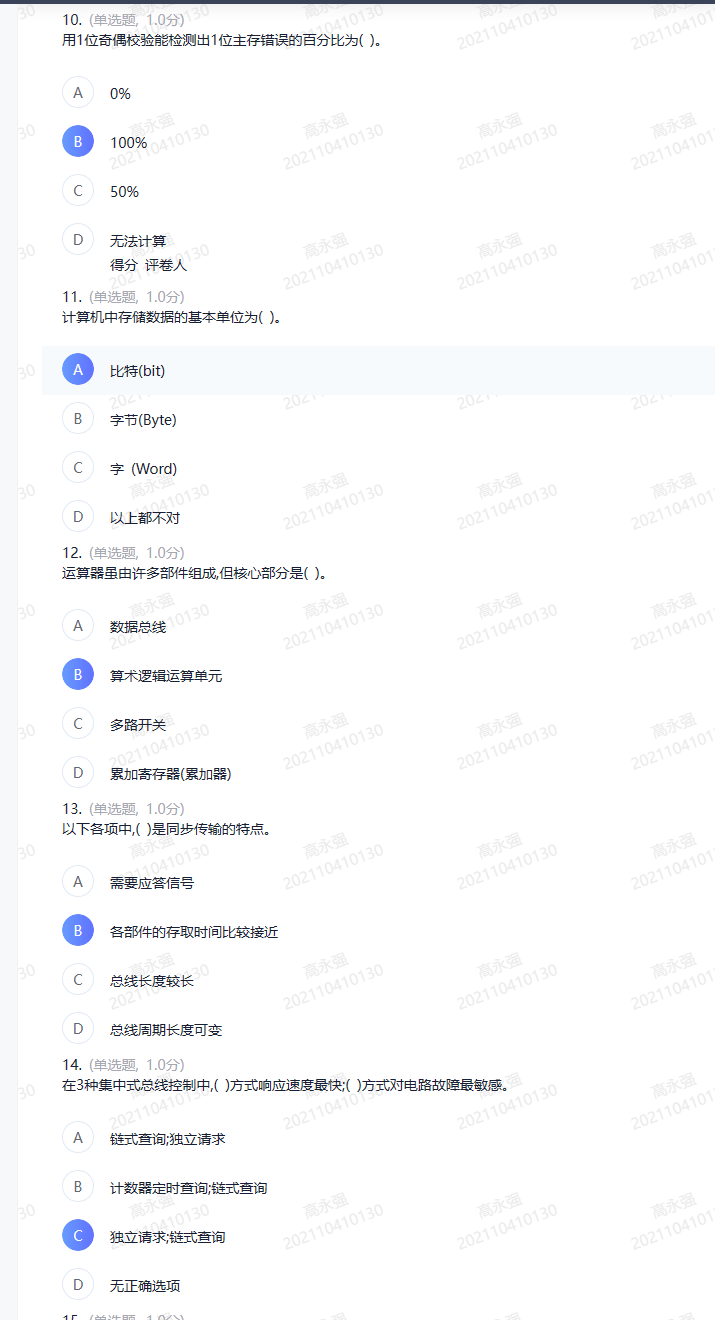 10. (单选题, 1.0分)
用1位奇偶校验能检测出1位主存错误的百分比为( )。
A 0%
B 100%
C 50%
D 无法计算
得分 评卷人
11. (单选题, 1.0分)
计算机中存储数据的基本单位为( )。
A 比特(bit)
B 字节(Byte)
C 字 (Word)
D 以上都不对
12. (单选题, 1.0分)
运算器虽由许多部件组成,但核心部分是( )。
A 数据总线
B 算术逻辑运算单元
C 多路开关
D 累加寄存器(累加器)
13. (单选题, 1.0分)
以下各项中,( )是同步传输的特点。
A 需要应答信号
B 各部件的存取时间比较接近
C 总线长度较长
D 总线周期长度可变
14. (单选题, 1.0分)
在3种集中式总线控制中,( )方式响应速度最快;( )方式对电路故障最敏感。
A 链式查询;独立请求
B 计数器定时查询;链式查询
C 独立请求;链式查询
D 无正确选项
15. (单选题, 1.0分)
高永强
202110410130